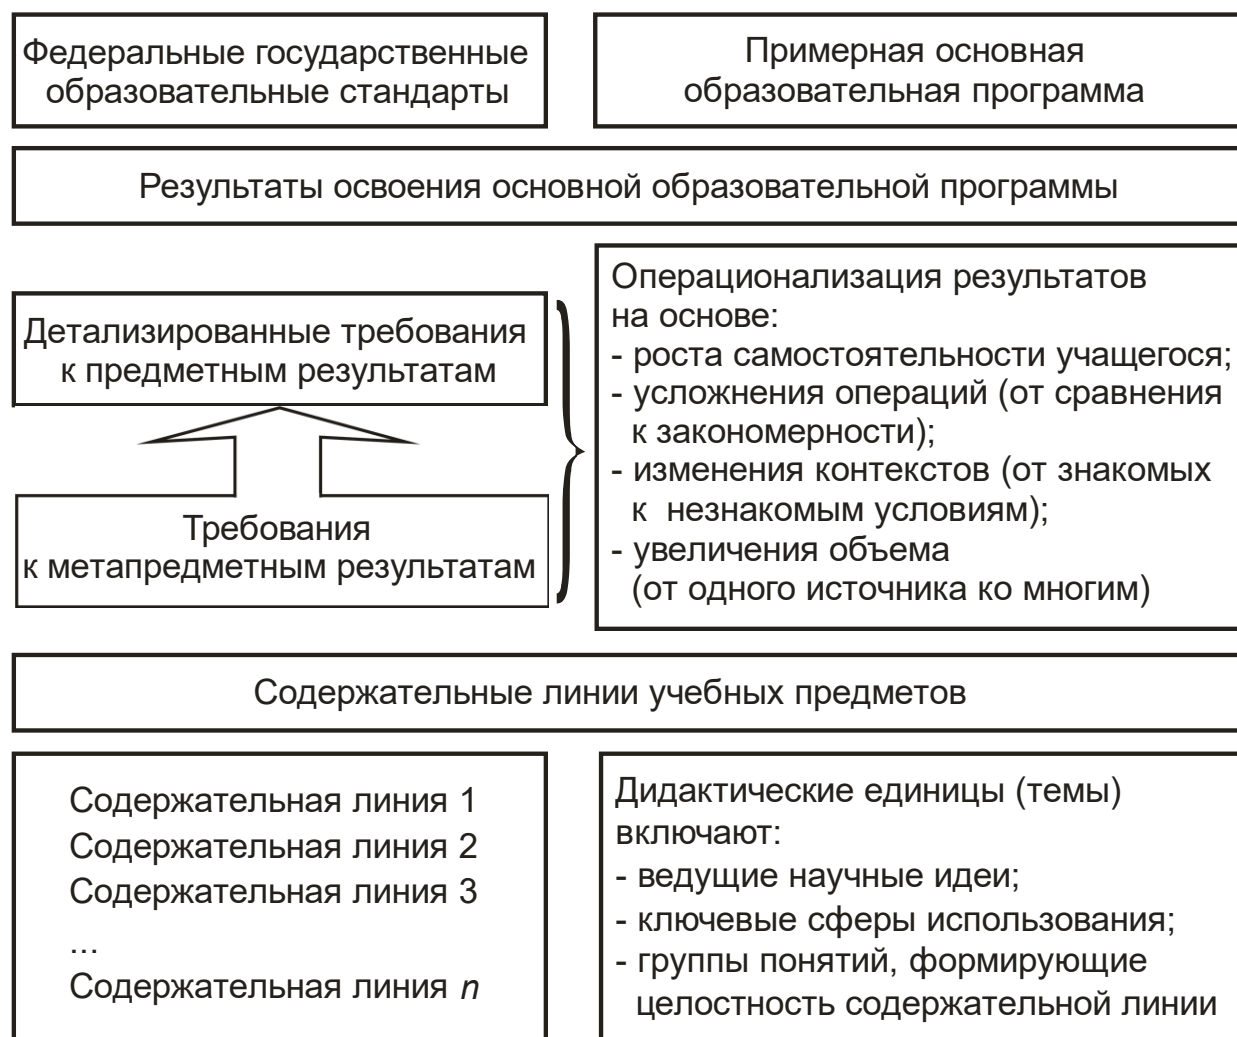 Федеральные государственные
образовательные стандарты
Примерная основная
образовательная программа
Результаты освоения основной образовательной программы
Детализированные требования
к предметным результатам
Требования
к метапредметным результатам
Операционализация результатов
на основе:
- роста самостоятельности учащегося;
- усложнения операций (от сравнения
к закономерности);
- изменения контекстов (от знакомых
к незнакомым условиям);
- увеличения объема
(от одного источника ко многим)
Содержательные линии учебных предметов
Содержательная линия 1
Содержательная линия 2
Содержательная линия 3
...
Содержательная линия n
Дидактические единицы (темы)
включают:
- ведущие научные идеи;
- ключевые сферы использования;
- группы понятий, формирующие
целостность содержательной линии